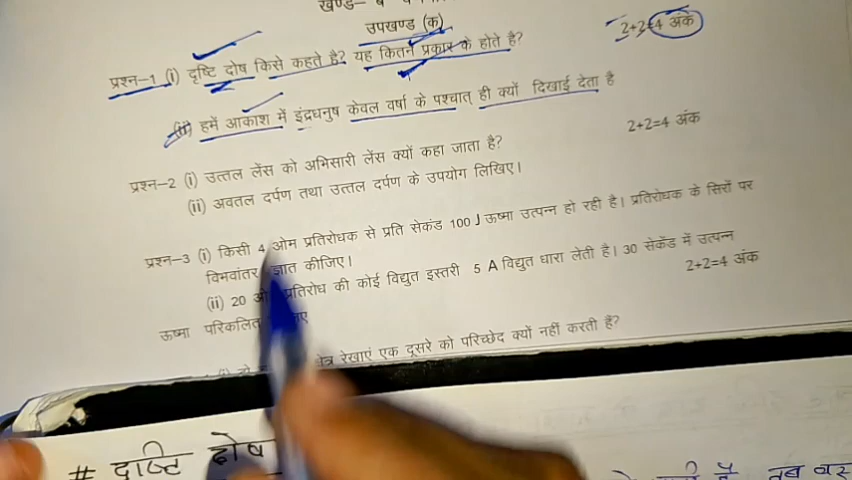 खण्ड– ब
उपखण्ड (क)
2+2=4 अंक
प्रश्न–1 (i) दृष्टि दोष किसे कहते है? यह कितने प्रकार के होते है?
(ii) हमें आकाश में इंद्रधनुष केवल वर्षा के पश्चात् ही क्यों दिखाई देता है
2+2=4 अंक
प्रश्न–2 (i) उत्तल लेंस को अभिसारी लेंस क्यों कहा जाता है?
(ii) अवतल दर्पण तथा उत्तल दर्पण के उपयोग लिखिए।
प्रश्न–3 (i) किसी 4 ओम प्रतिरोधक से प्रति सेकंड 100 J ऊष्मा उत्पन्न हो रही है। प्रतिरोधक के सिरों पर
विभवांतर ज्ञात कीजिए।
(ii) 20 प्रतिरोध की कोई विद्युत इस्तरी 5 A विद्युत धारा लेती है। 30 सेकेंड में उत्पन्न
ऊष्मा परिकलित
2+2=4 अंक
रेखाएं एक दूसरे को परिच्छेद क्यों नहीं करती है?
# दृष्टि दोष
तब वस